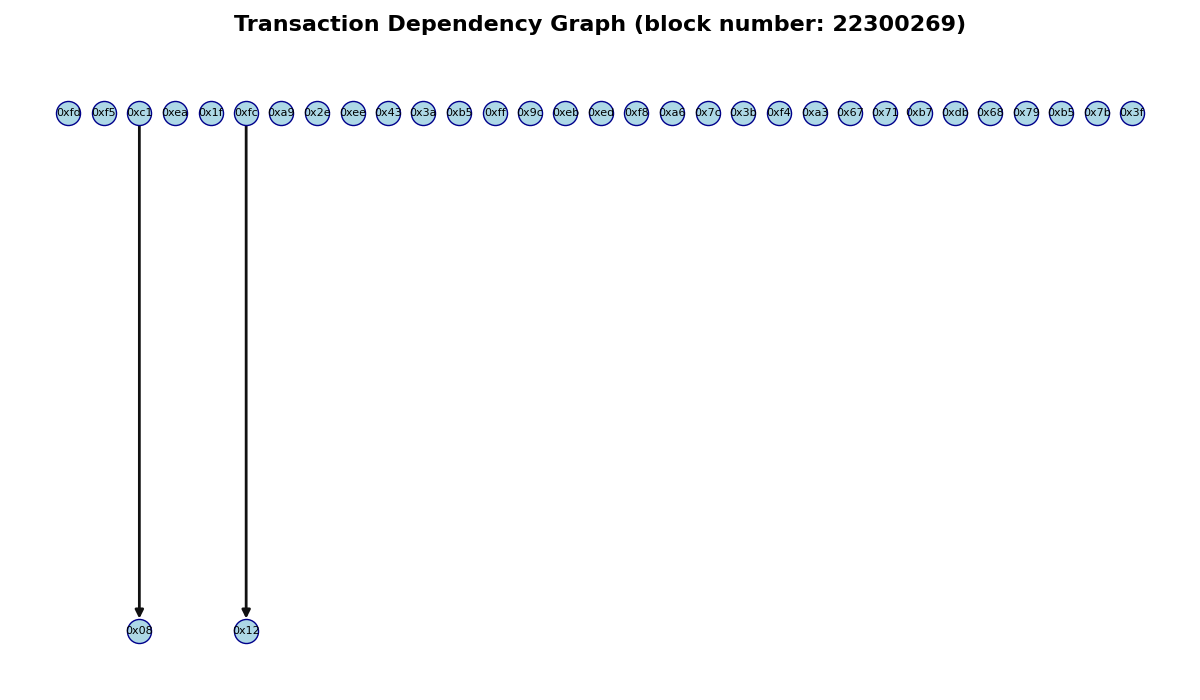 Transaction Dependency Graph (block number: 22300269)
0xfd 0xf5 0xc1 0xea 0x1f 0xfc 0xa9 0x2e 0xee 0x43 0x3a 0xb5 0xff 0x9c 0xeb 0xed 0xf8 0xa6 0x7c 0x3b 0xf4 0xa3 0x67 0x71 0xb7 0xdb 0x68 0x79 0xb5 0x7b 0x3f
0x08 0x12